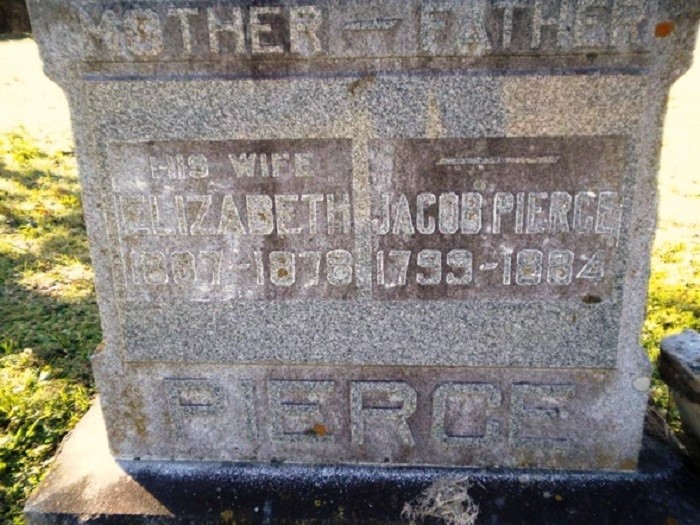 MOTHER — FATHER
HIS WIFE
ELIZABETH
1807-1878
JACOB. PIERCE
1799-1884
PIERCE